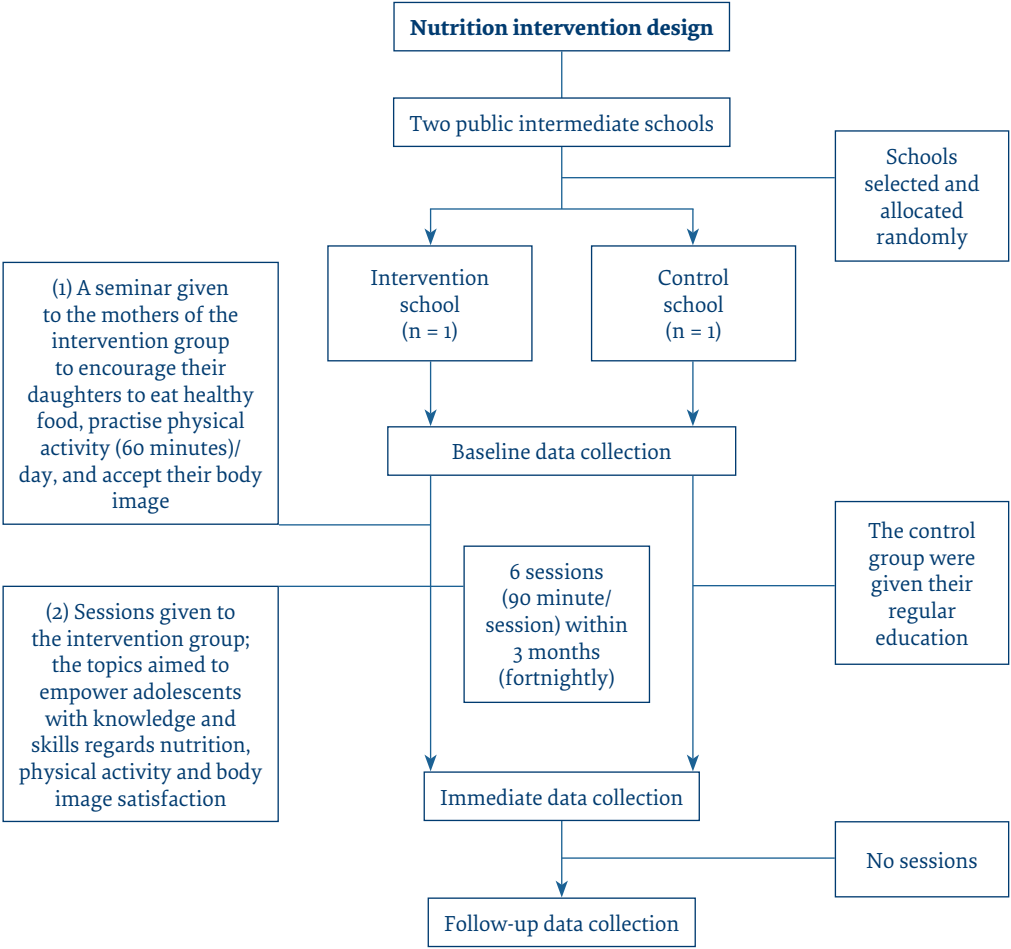 Nutrition intervention design
Two public intermediate schools
Schools
selected and
allocated
randomly
Intervention
school
(n = 1)
Control
school
(n = 1)
(1) A seminar given
to the mothers of the
intervention group
to encourage their
daughters to eat healthy
food, practise physical
activity (60 minutes)/
day, and accept their body
image
Baseline data collection
The control
group were
given their
regular
education
6 sessions
(90 minute/
session) within
3 months
(fortnightly)
(2) Sessions given to
the intervention group;
the topics aimed to
empower adolescents
with knowledge and
skills regards nutrition,
physical activity and body
image satisfaction
Immediate data collection
No sessions
Follow-up data collection